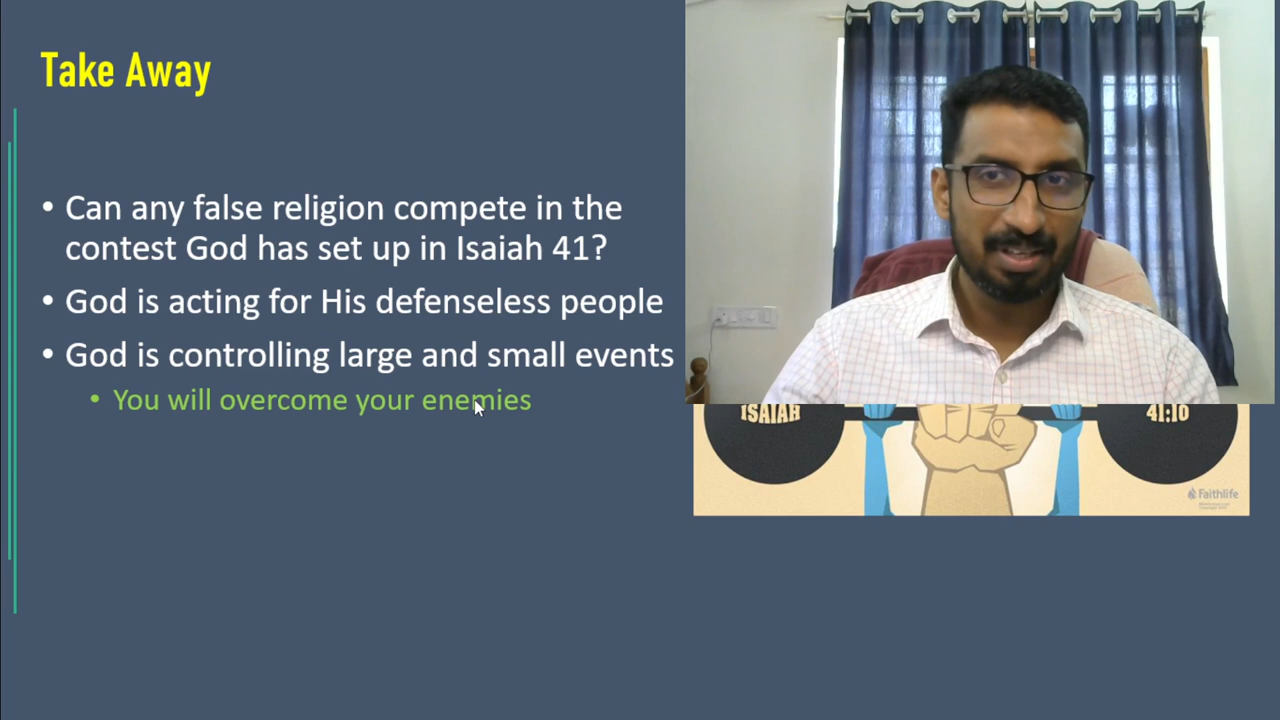 Take Away
• Can any false religion compete in the
contest God has set up in Isaiah 41?
• God is acting for His defenseless people
• God is controlling large and small events
• You will overcome your enemies
ISAIAH
41:10
Faithlife